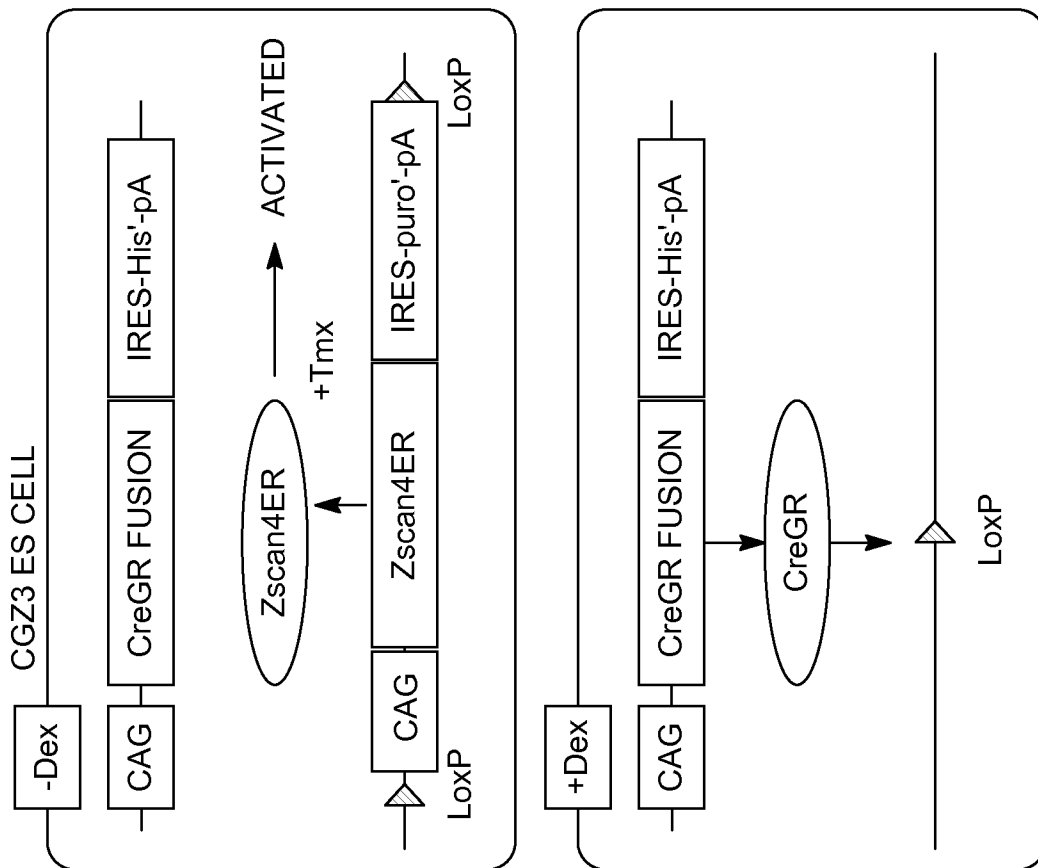 CGZ3 ES CELL
-Dex
CAG
CreGR FUSION
IRES-His'-pA
Zscan4ER
+Tmx
ACTIVATED
LoxP
CAG
Zscan4ER
IRES-puro'-pA
LoxP
+Dex
CAG
CreGR FUSION
IRES-His'-pA
CreGR
LoxP